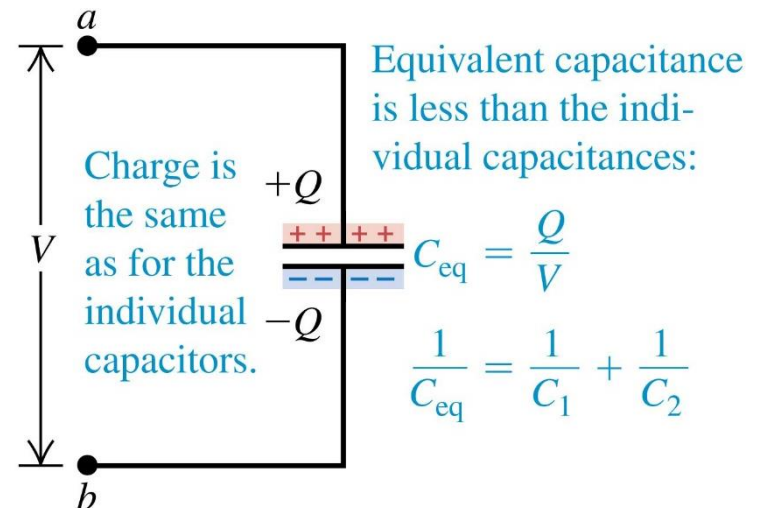 a
Equivalent capacitance
is less than the indi-
vidual capacitances:
Charge is
the same
as for the
individual
capacitors.
V
+Q
++ ++
−− −−
−Q
C_eq = Q/V
1/C_eq = 1/C_1 + 1/C_2
b